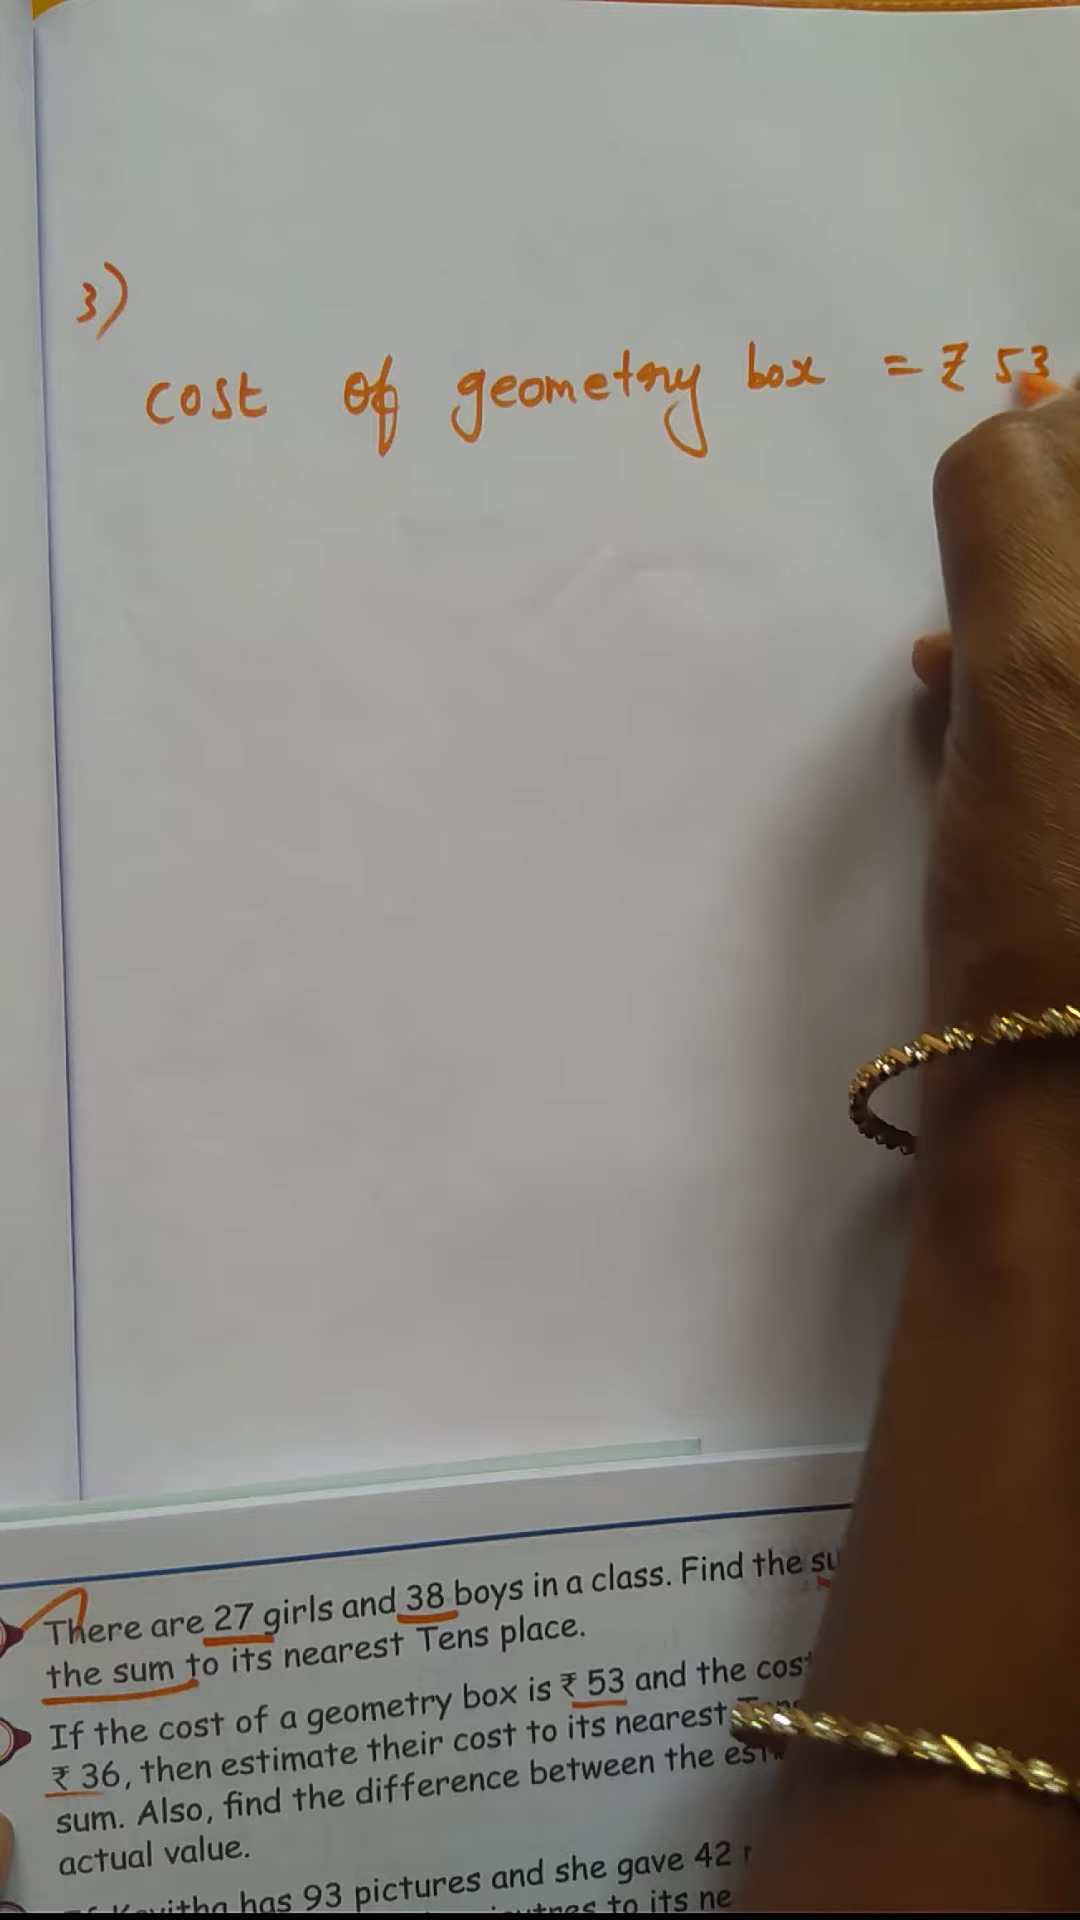 3)
cost of geometry box = ₹ 53
There are 27 girls and 38 boys in a class. Find the
the sum to its nearest Tens place.
If the cost of a geometry box is ₹ 53 and the
₹ 36, then estimate their cost to its nearest
sum. Also, find the difference between the
actual value.
has 93 pictures and she gave 42
to its